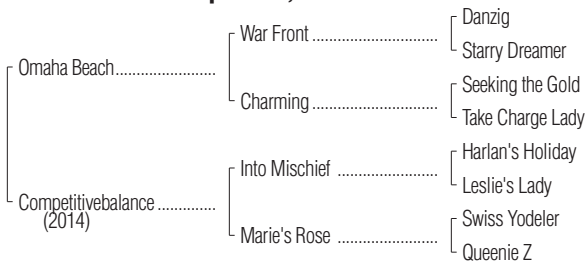 Danzig
War Front ..............................
Starry Dreamer
Omaha Beach........................
Seeking the Gold
Charming ..............................
Take Charge Lady
Harlan's Holiday
Into Mischief ........................
Leslie's Lady
Competitivebalance ..............
(2014)
Swiss Yodeler
Marie's Rose ........................
Queenie Z